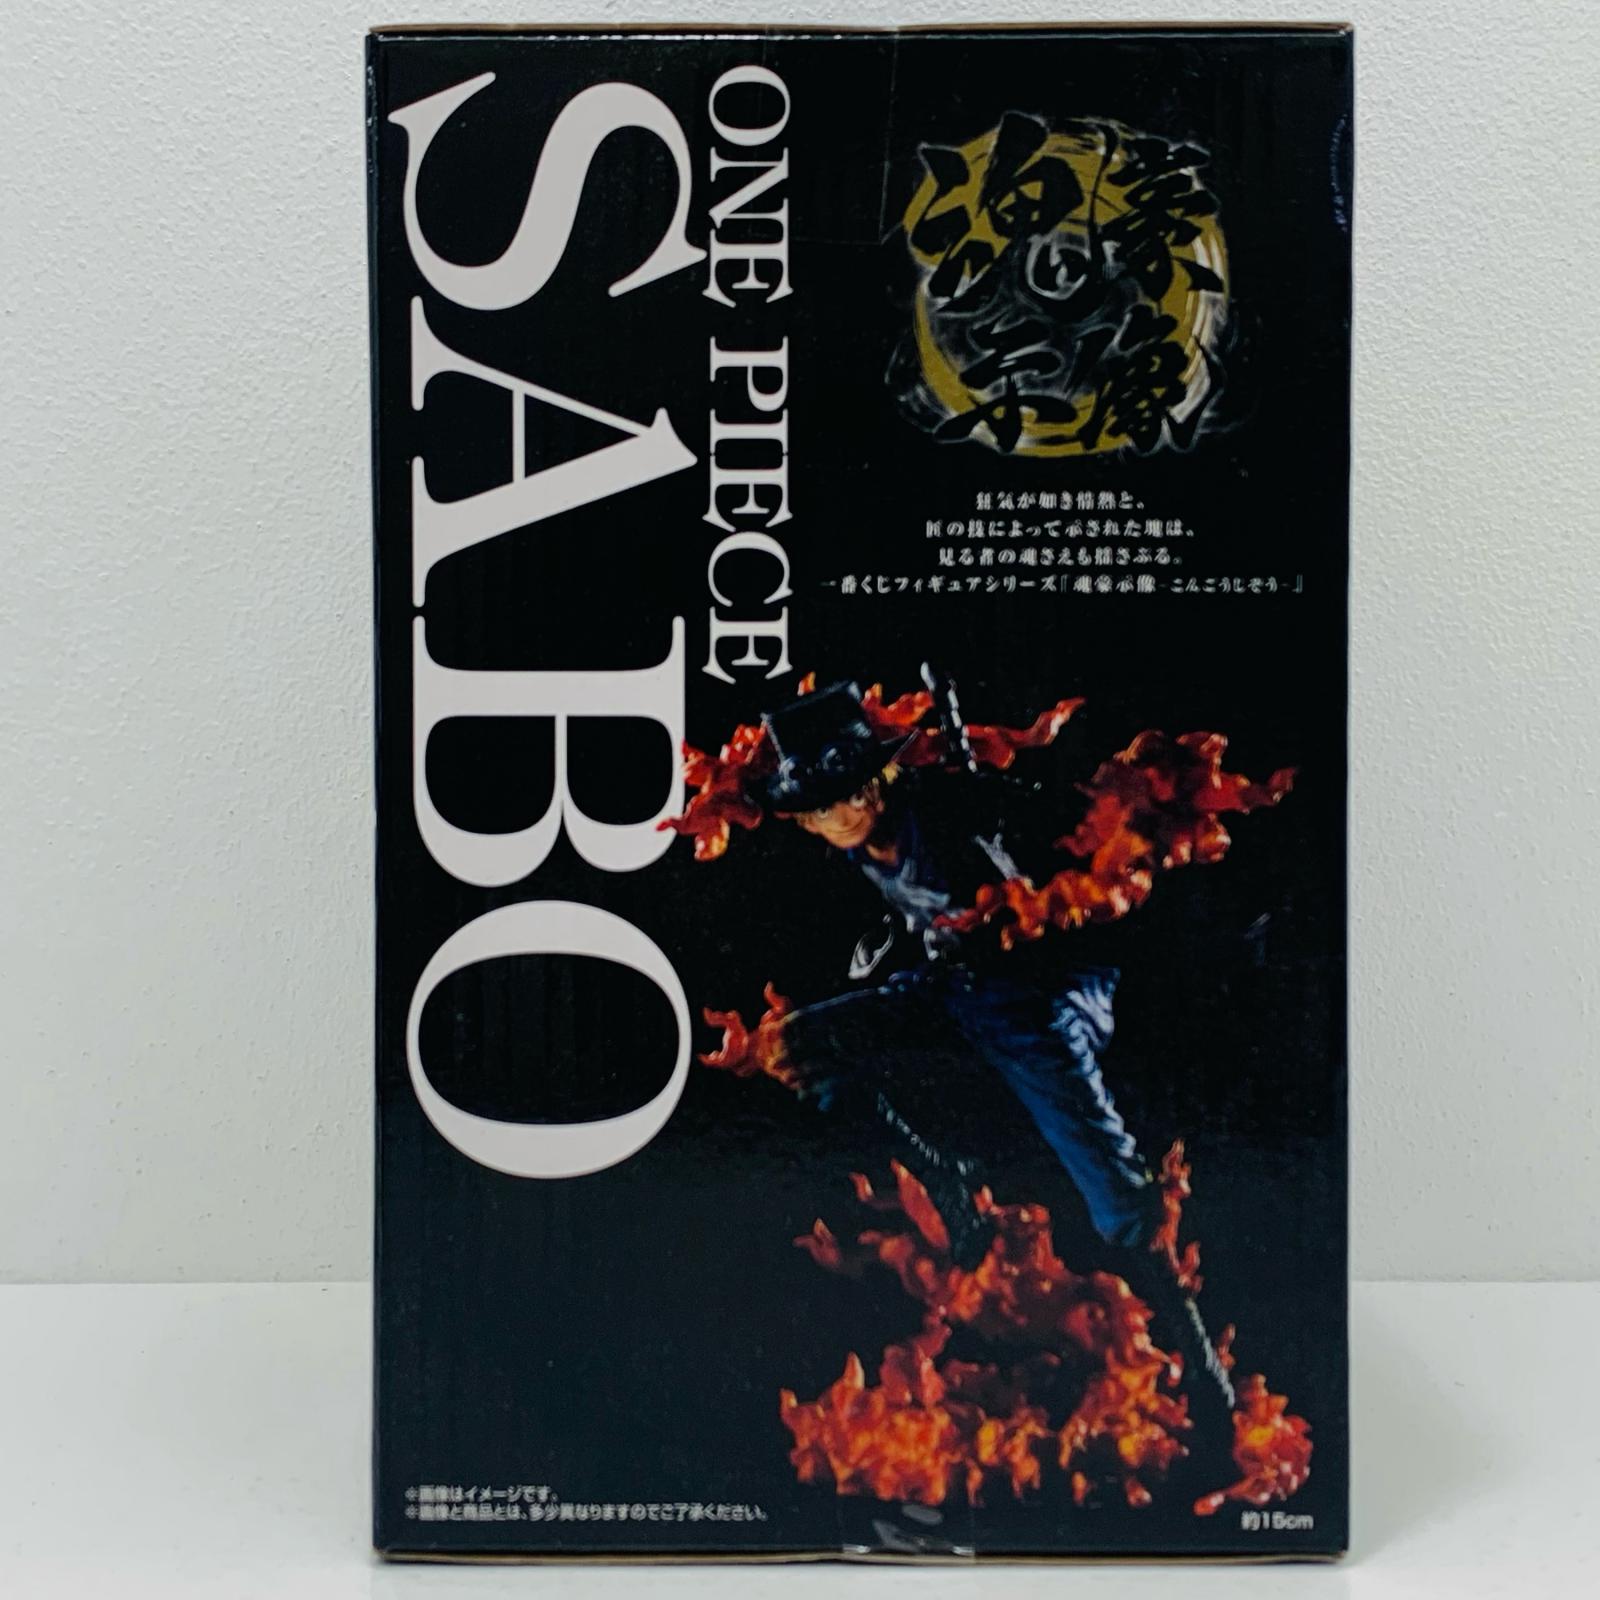 ONE PIECE
SABO
魂豪示像
狂気が如き情熱と、
匠の技によって示された塊は、
見る者の魂さえも揺さぶる。
一番くじフィギュアシリーズ『魂豪示像-こんごうじぞう-』
※画像はイメージです。
※画像と商品とは、多少異なりますのでご了承ください。
約15cm